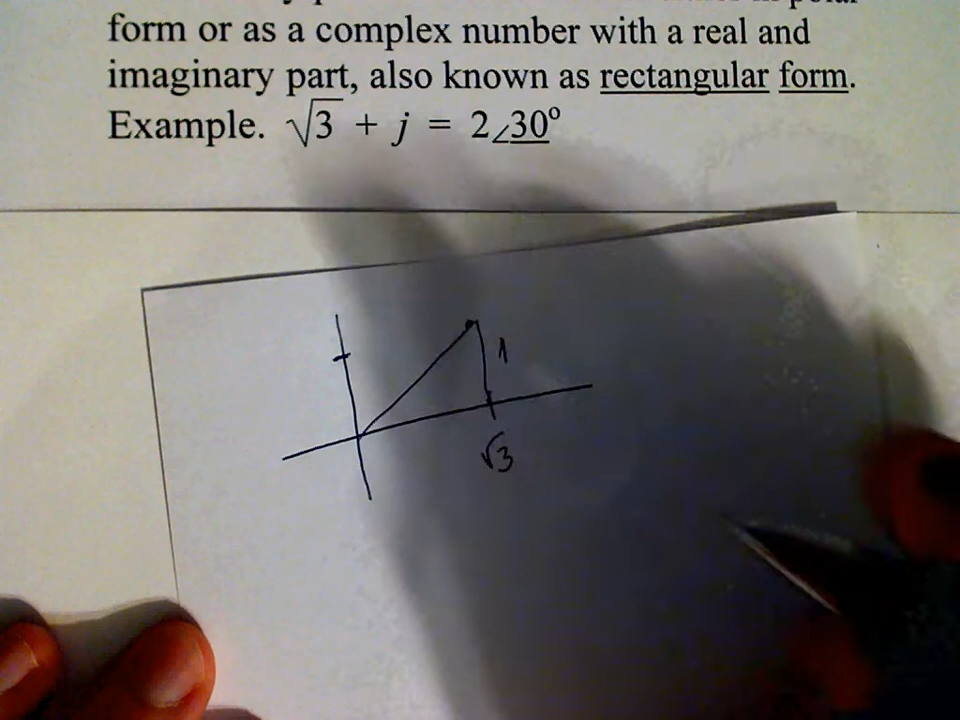 form or as a complex number with a real and
imaginary part, also known as rectangular form.
Example. √3 + j = 2∠30°
1
√3